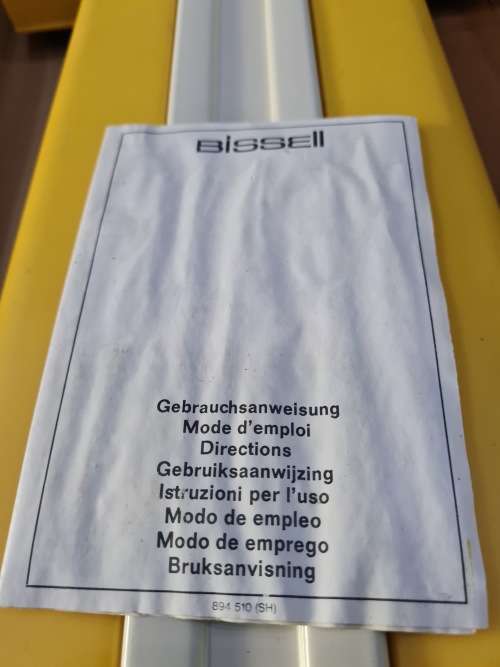 BISSEll
Gebrauchsanweisung
Mode d'emploi
Directions
Gebruiksaanwijzing
Istruzioni per l'uso
Modo de empleo
Modo de emprego
Bruksanvisning
894 510 (SH)